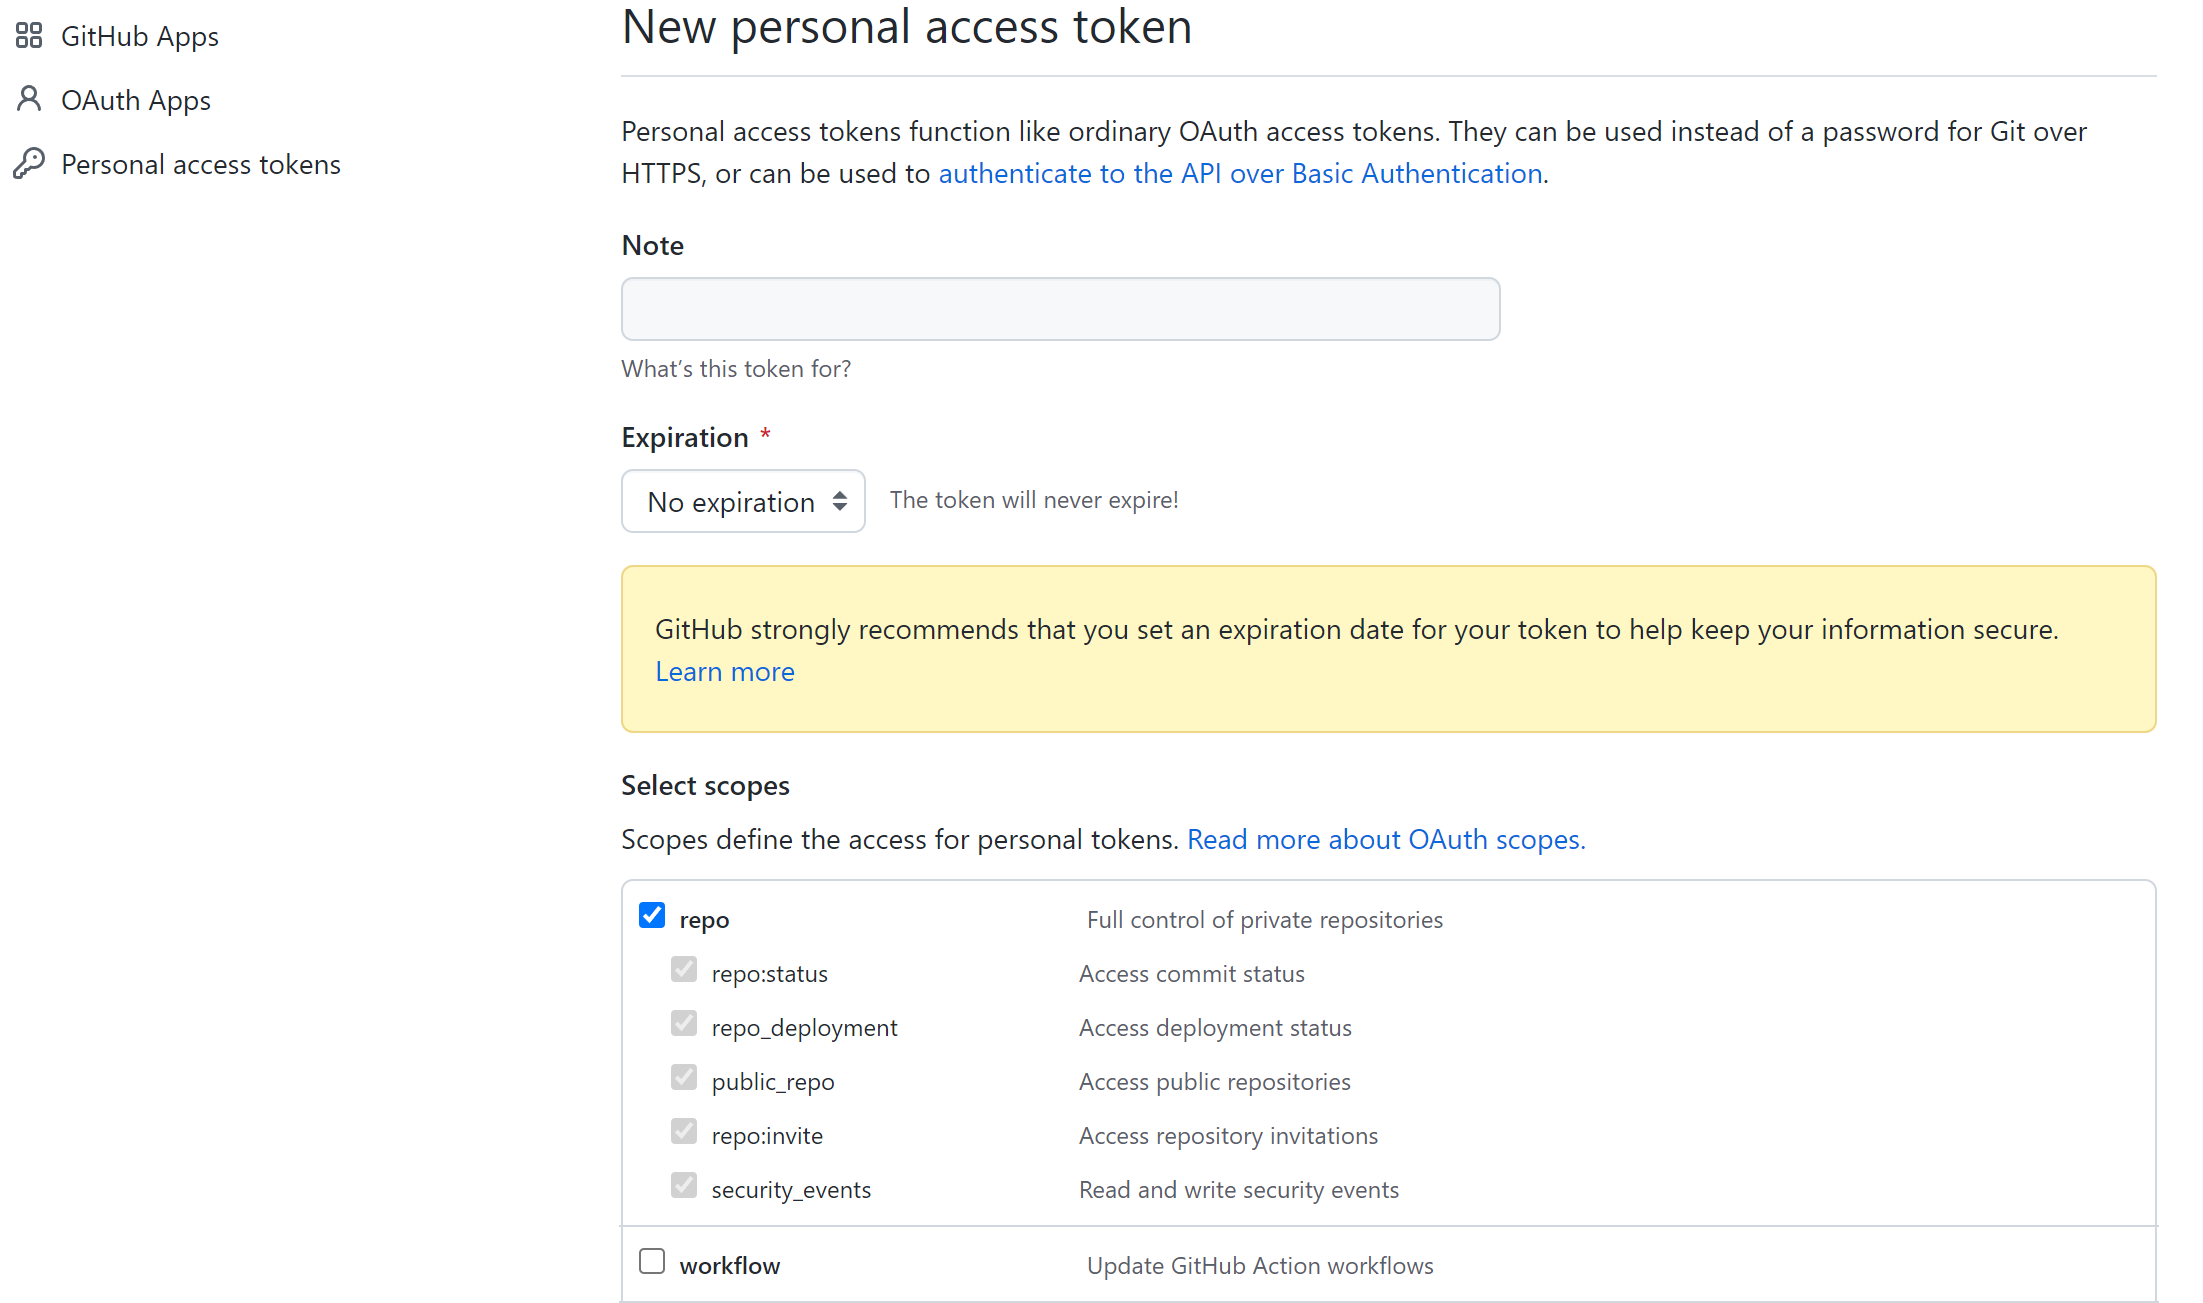 GitHub Apps
OAuth Apps
Personal access tokens
New personal access token
Personal access tokens function like ordinary OAuth access tokens. They can be used instead of a password for Git over
HTTPS, or can be used to authenticate to the API over Basic Authentication.
Note
What’s this token for?
Expiration *
No expiration The token will never expire!
GitHub strongly recommends that you set an expiration date for your token to help keep your information secure.
Learn more
Select scopes
Scopes define the access for personal tokens. Read more about OAuth scopes.
repo Full control of private repositories
repo:status Access commit status
repo_deployment Access deployment status
public_repo Access public repositories
repo:invite Access repository invitations
security_events Read and write security events
workflow Update GitHub Action workflows